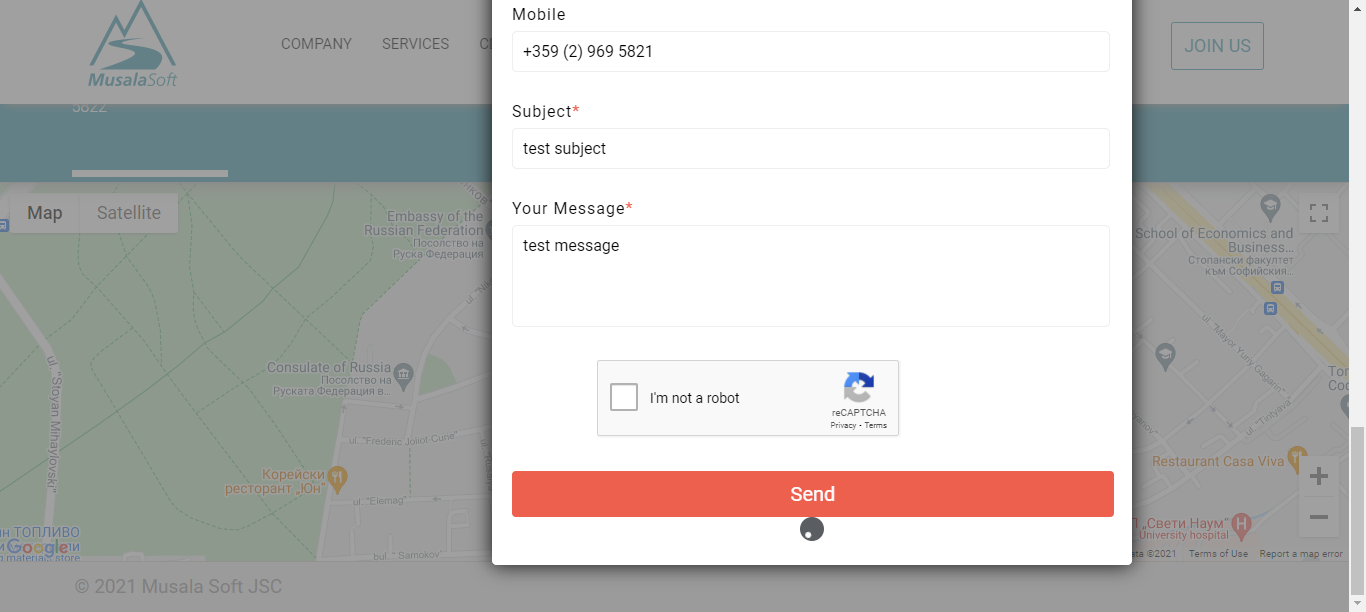 Mobile
+359 (2) 969 5821
Subject*
test subject
Your Message*
test message
I'm not a robot
reCAPTCHA
Privacy - Terms
Send
MusalaSoft
COMPANY
SERVICES
JOIN US
5822
Map
Satellite
Embassy of the
Russian Federation
Посолство на
Руска Федерация
Consulate of Russia
Посолство на
Руската Федерация в...
ul. "Stoyan Mihaylovski"
ul. "Frederic Joliot-Curie"
Корейски
ресторант „Юн"
ul. "Elemag"
bul. "Samokov"
ТОПЛИВО
Google
material store
School of Economics and
Business...
Стопански факултет
към Софийския...
ul. "Mayor Yuriy Gagarin"
ul. "Tintyava"
Restaurant Casa Viva
„Свети Наум"
University hospital
©2021
Terms of Use
Report a map error
© 2021 Musala Soft JSC